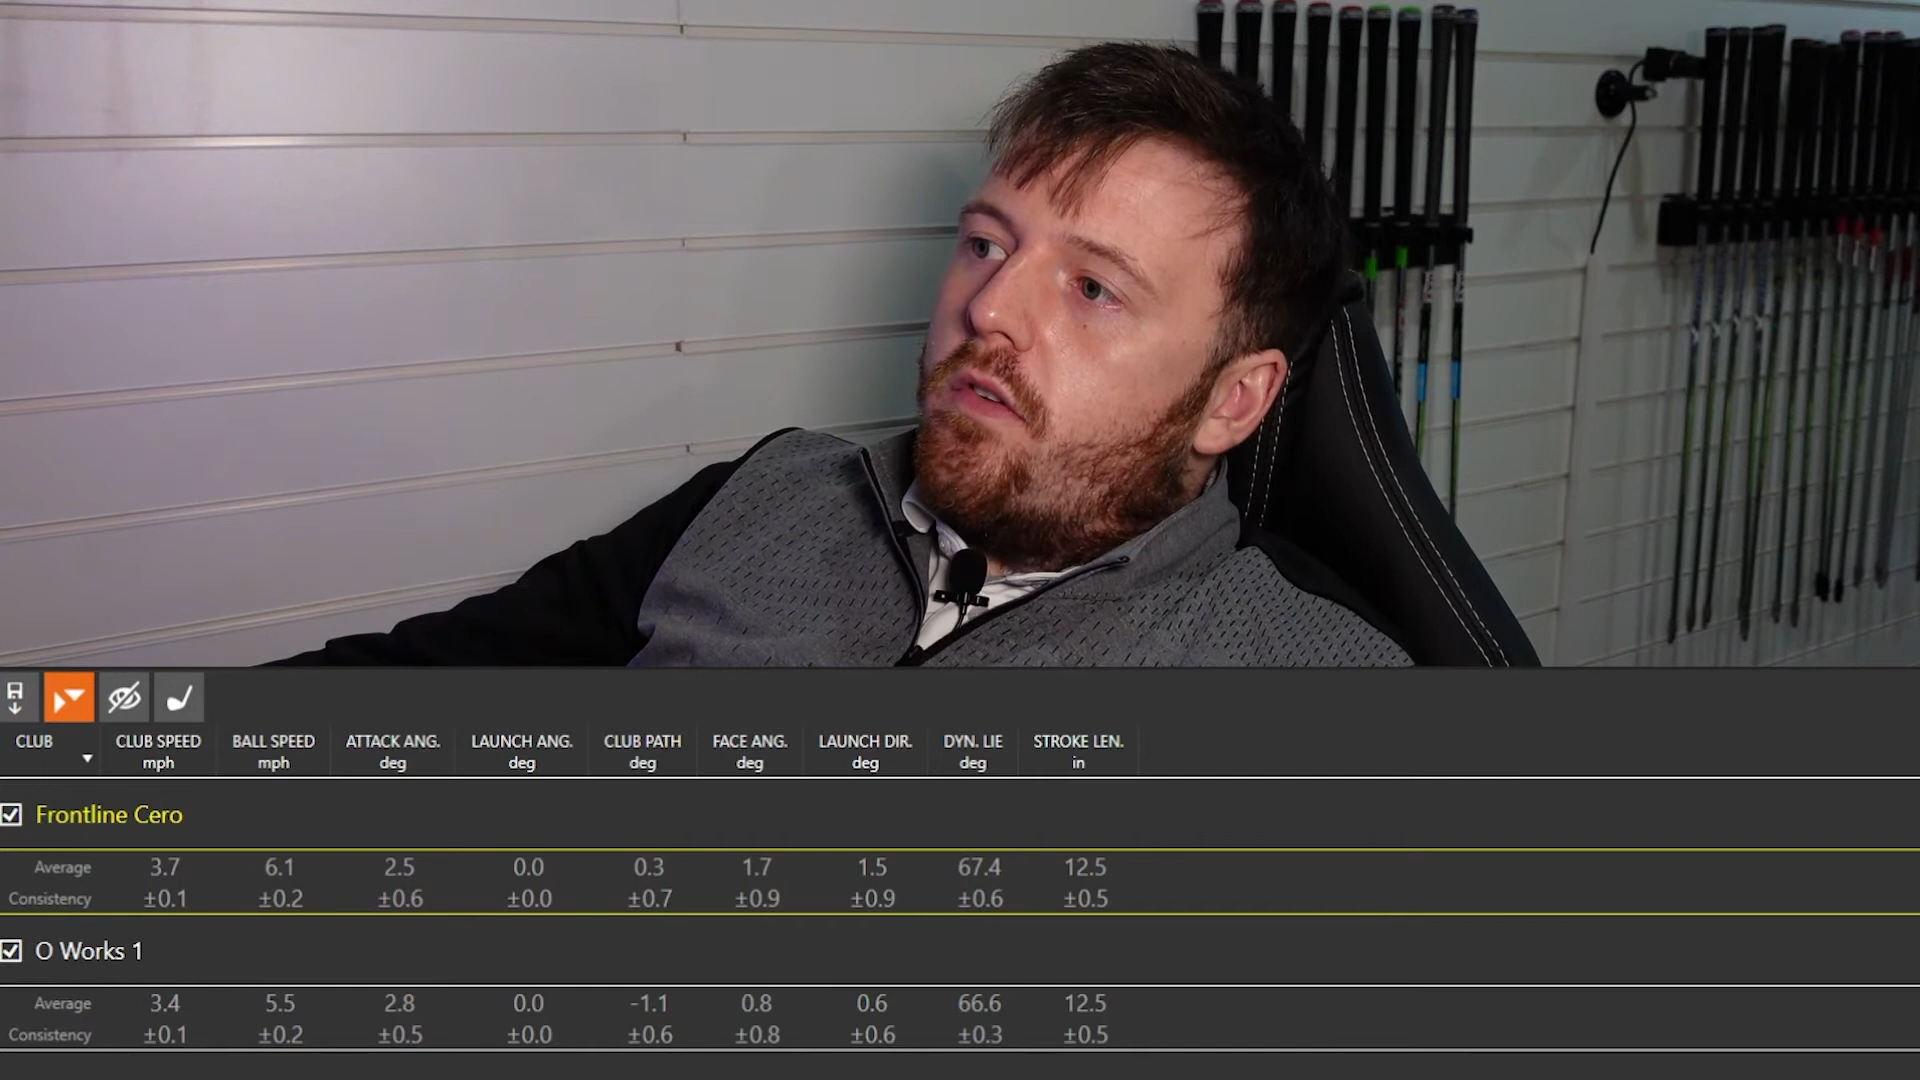 CLUB CLUB SPEED BALL SPEED ATTACK ANG. LAUNCH ANG. CLUB PATH FACE ANG. LAUNCH DIR. DYN. LIE STROKE LEN.
mph mph deg deg deg deg deg deg in
Frontline Cero
Average 3.7 6.1 2.5 0.0 0.3 1.7 1.5 67.4 12.5
Consistency ±0.1 ±0.2 ±0.6 ±0.0 ±0.7 ±0.9 ±0.9 ±0.6 ±0.5
O Works 1
Average 3.4 5.5 2.8 0.0 -1.1 0.8 0.6 66.6 12.5
Consistency ±0.1 ±0.2 ±0.5 ±0.0 ±0.6 ±0.8 ±0.6 ±0.3 ±0.5